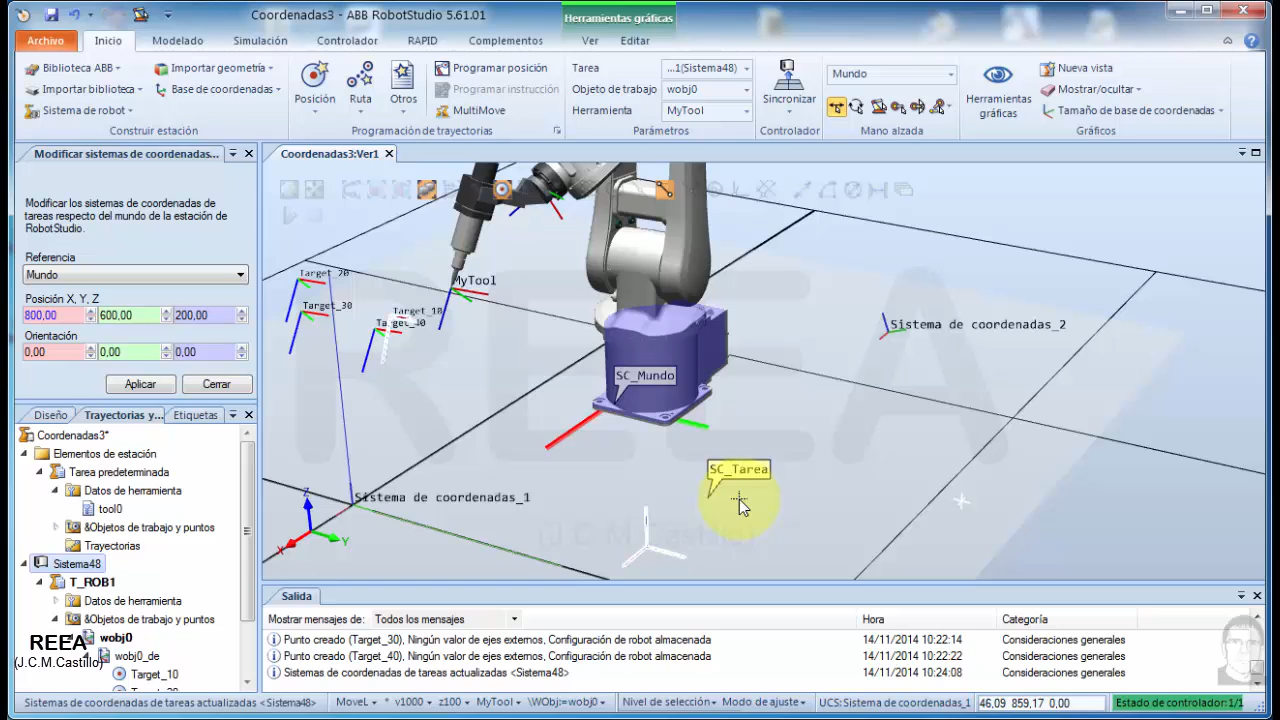 Coordenadas3 - ABB RobotStudio 5.61.01
Herramientas gráficas
Archivo Inicio Modelado Simulación Controlador RAPID Complementos Ver Editar
Biblioteca ABB
Importar geometría
Importar biblioteca
Base de coordenadas
Sistema de robot
Construir estación
Posición
Ruta
Otros
Programar posición
Programar instrucción
MultiMove
Programación de trayectorias
Tarea ...1(Sistema48)
Objeto de trabajo wobj0
Herramienta MyTool
Parámetros
Sincronizar
Controlador
Mundo
Mano alzada
Herramientas gráficas
Nueva vista
Mostrar/ocultar
Tamaño de base de coordenadas
Gráficos
Modificar sistemas de coordenadas...
Modificar los sistemas de coordenadas de
tareas respecto del mundo de la estación de
RobotStudio.
Referencia
Mundo
Posición X, Y, Z
800,00 600,00 200,00
Orientación
0,00 0,00 0,00
Aplicar Cerrar
Diseño Trayectorias y... Etiquetas
Coordenadas3*
Elementos de estación
Tarea predeterminada
Datos de herramienta
tool0
&Objetos de trabajo y puntos
Trayectorias
Sistema48
T_ROB1
Datos de herramienta
&Objetos de trabajo y puntos
wobj0
wobj0_de
Target_10
REEA
(J.C.M.Castillo)
Coordenadas3:Ver1
Target_20
Target_30
Target_10
Target_40
MyTool
Sistema de coordenadas_2
SC_Mundo
SC_Tarea
Sistema de coordenadas_1
Z
X
Y
REEA
(J.C.M.Castillo)
Salida
Mostrar mensajes de: Todos los mensajes Hora Categoría
Punto creado (Target_30), Ningún valor de ejes externos, Configuración de robot almacenada 14/11/2014 10:22:14 Consideraciones generales
Punto creado (Target_40), Ningún valor de ejes externos, Configuración de robot almacenada 14/11/2014 10:22:22 Consideraciones generales
Sistemas de coordenadas de tareas actualizadas <Sistema48> 14/11/2014 10:24:08 Consideraciones generales
Sistemas de coordenadas de tareas actualizadas <Sistema48> MoveL * v1000 z100 MyTool \WObj:=wobj0 Nivel de selección Modo de ajuste UCS: Sistema de coordenadas_1 46,09 859,17 0,00 Estado de controlador: 1/1